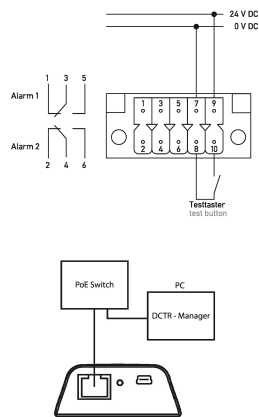 24 V DC
0 V DC
1 3 5
Alarm 1
Alarm 2
2 4 6
1 3 5 7 9
2 4 6 8 10
Testtaster
test button
PoE Switch
PC
DCTR - Manager